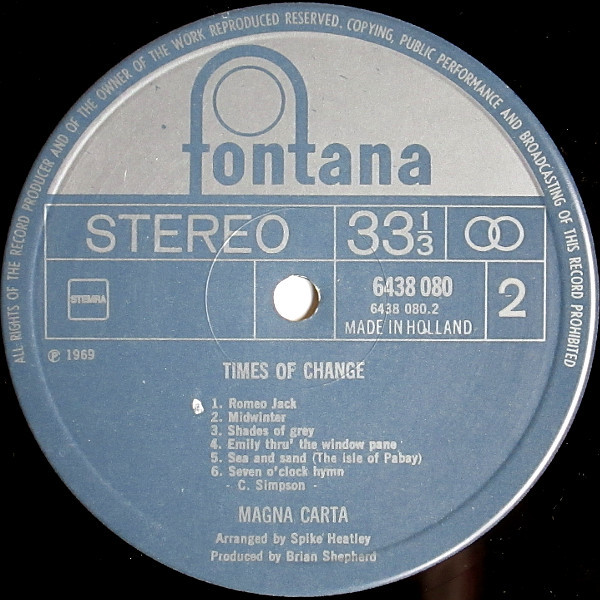 ALL RIGHTS OF THE RECORD PRODUCER AND OF THE OWNER OF THE WORK REPRODUCED RESERVED. COPYING, PUBLIC PERFORMANCE AND BROADCASTING OF THIS RECORD PROHIBITED
fontana
STEREO 33 1/3
STEMRA
6438 080
6438 080.2
MADE IN HOLLAND
2
℗ 1969
TIMES OF CHANGE
1. Romeo Jack
2. Midwinter
3. Shades of grey
4. Emily thru' the window pane
5. Sea and sand (The isle of Pabay)
6. Seven o'clock hymn
- C. Simpson -
MAGNA CARTA
Arranged by Spike Heatley
Produced by Brian Shepherd